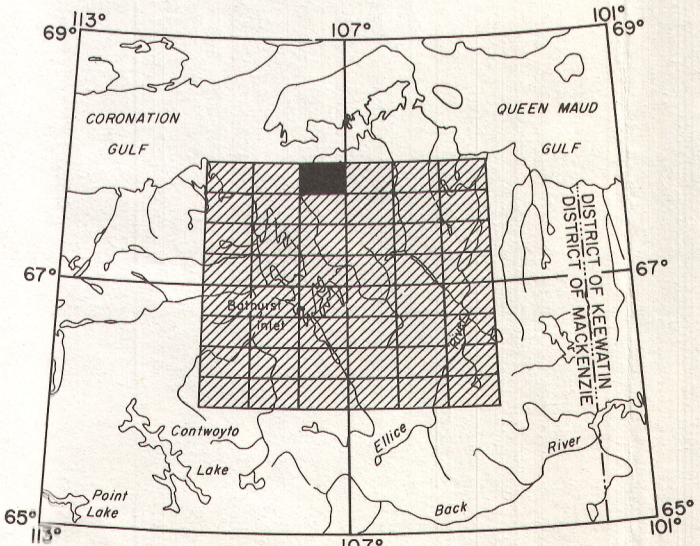 113°
107°
101°
69°
69°
CORONATION
GULF
QUEEN MAUD
GULF
DISTRICT OF KEEWATIN
DISTRICT OF MACKENZIE
67°
67°
Bathurst
Inlet
River
Contwoyto
Lake
Ellice
River
Back
Point
Lake
65°
65°
113°
107°
101°